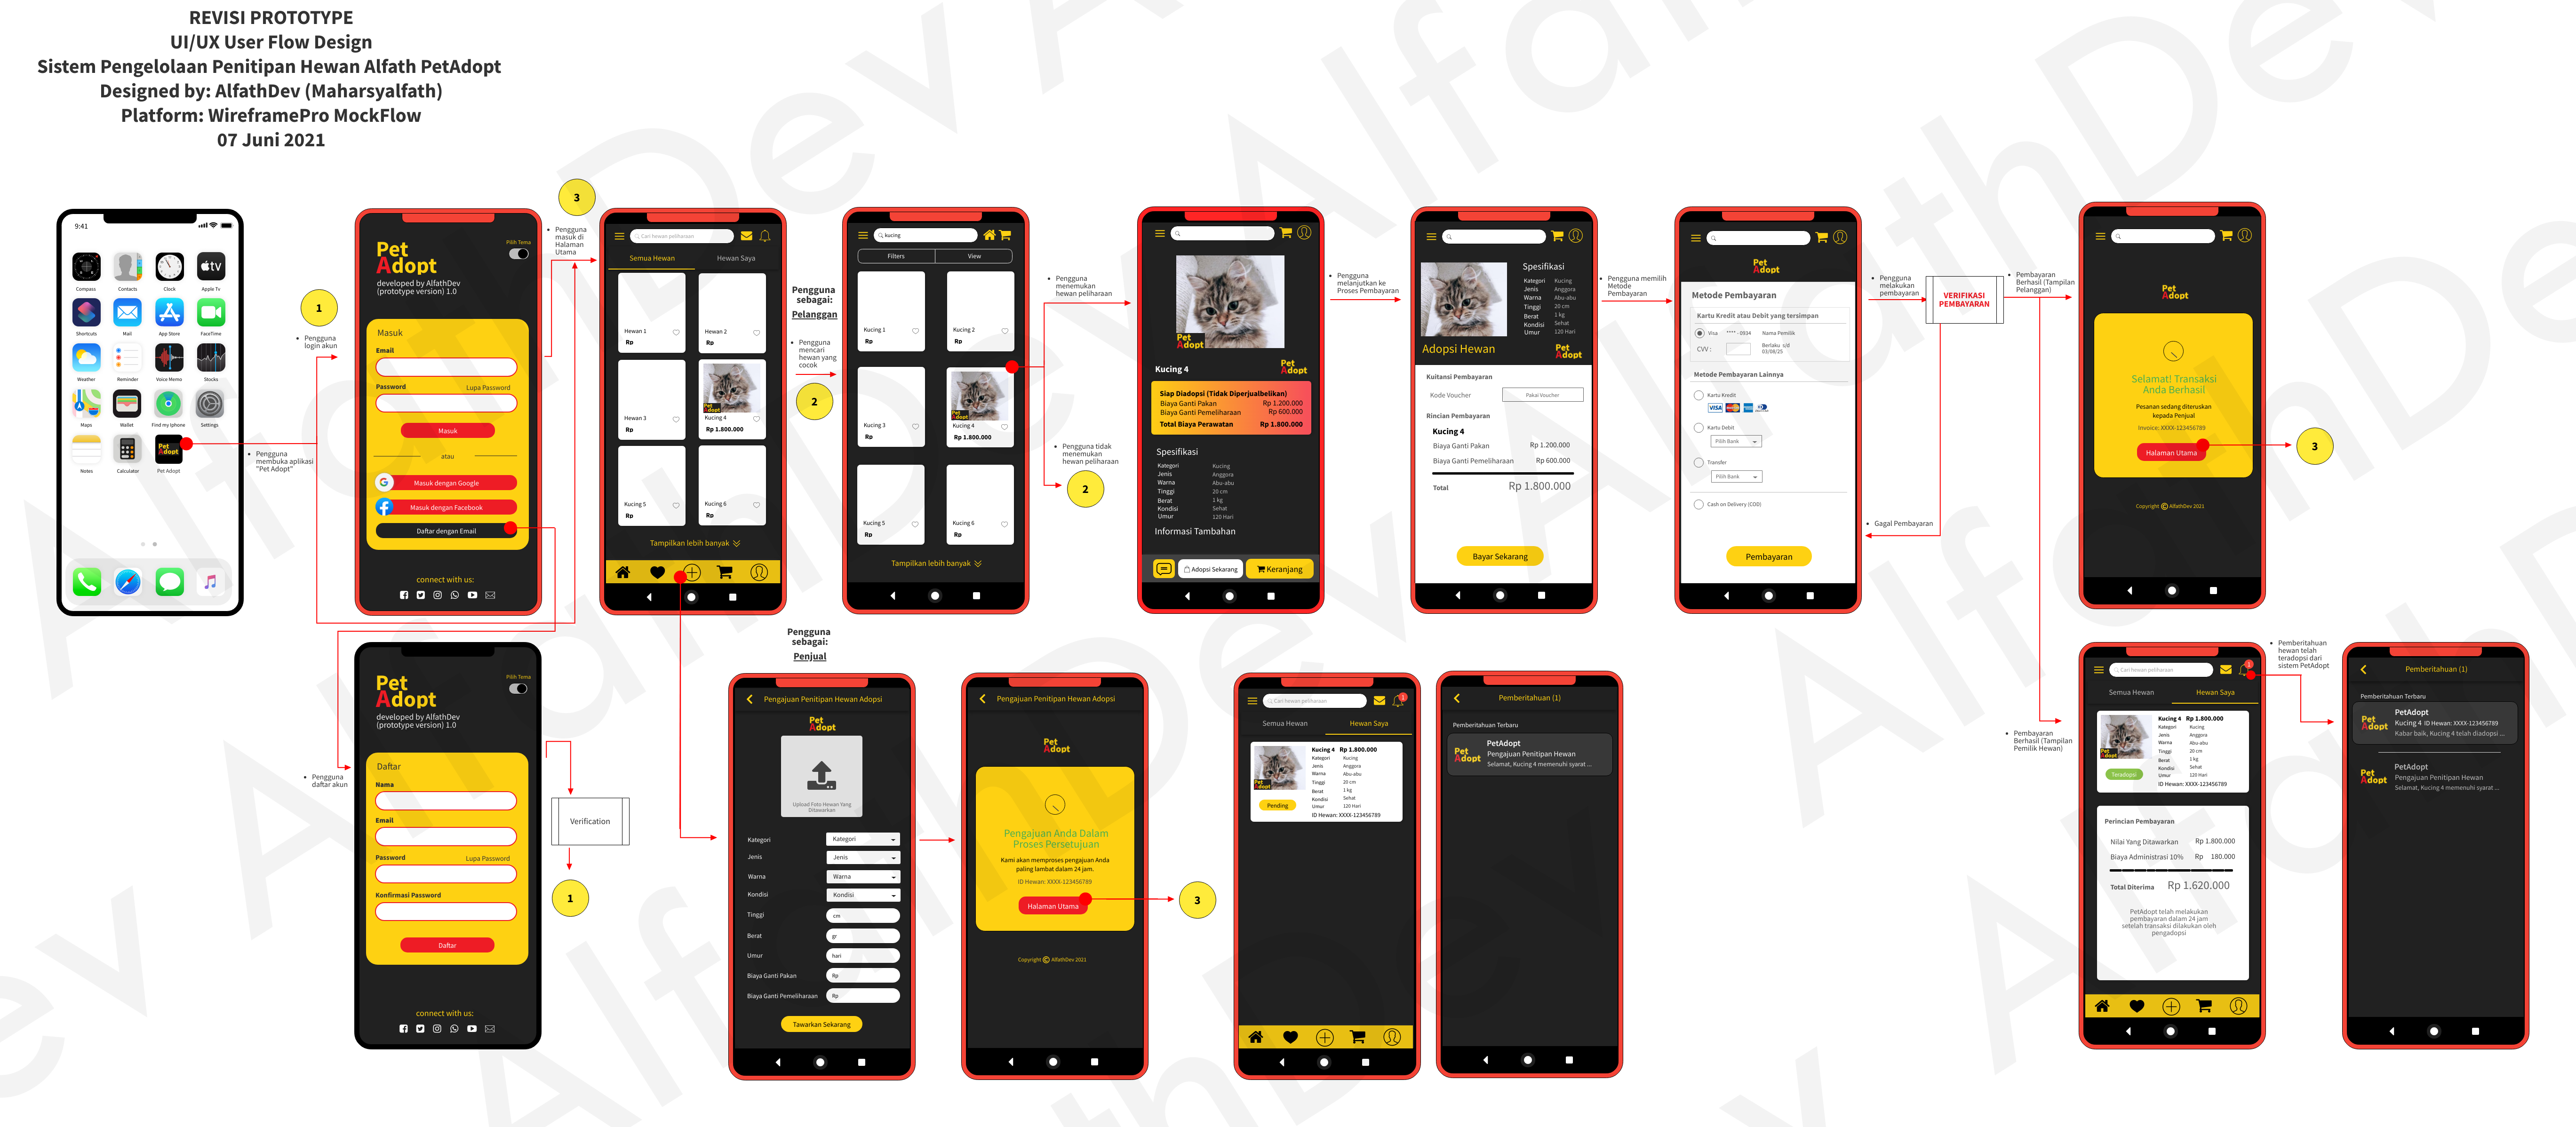 REVISI PROTOTYPE
UI/UX User Flow Design
Sistem Pengelolaan Penitipan Hewan Alfath PetAdopt
Designed by: AlfathDev (Maharsyalfath)
Platform: WireframePro MockFlow
07 Juni 2021
9:41
Compass
Contacts
Clock
Apple Tv
Shortcuts
Mail
App Store
FaceTime
Weather
Reminder
Voice Memo
Stocks
Maps
Wallet
Find my Iphone
Settings
Notes
Calculator
Pet Adopt
Pengguna
membuka aplikasi
"Pet Adopt"
1
Pengguna
login akun
Pilih Tema
Pet
Adopt
developed by AlfathDev
(prototype version) 1.0
Masuk
Email
Password
Lupa Password
Masuk
atau
Masuk dengan Google
Masuk dengan Facebook
Daftar dengan Email
connect with us:
3
Pengguna
masuk di
Halaman
Utama
Cari hewan peliharaan
Semua Hewan
Hewan Saya
Hewan 1
Rp
Hewan 2
Rp
Hewan 3
Rp
Kucing 4
Rp 1.800.000
Kucing 5
Rp
Kucing 6
Rp
Tampilkan lebih banyak
Pengguna
sebagai:
Pelanggan
Pengguna
mencari
hewan yang
cocok
2
kucing
Filters
View
Kucing 1
Rp
Kucing 2
Rp
Kucing 3
Rp
Kucing 4
Rp 1.800.000
Kucing 5
Rp
Kucing 6
Rp
Tampilkan lebih banyak
Pengguna
menemukan
hewan peliharaan
Pengguna tidak
menemukan
hewan peliharaan
2
Pet
Adopt
Kucing 4
Siap Diadopsi (Tidak Diperjualbelikan)
Biaya Ganti Pakan Rp 1.200.000
Biaya Ganti Pemeliharaan Rp 600.000
Total Biaya Perawatan Rp 1.800.000
Spesifikasi
Kategori Kucing
Jenis Anggora
Warna Abu-abu
Tinggi 20 cm
Berat 1 kg
Kondisi Sehat
Umur 120 Hari
Informasi Tambahan
Adopsi Sekarang
Keranjang
Pengguna
melanjutkan ke
Proses Pembayaran
Spesifikasi
Kategori Kucing
Jenis Anggora
Warna Abu-abu
Tinggi 20 cm
Berat 1 kg
Kondisi Sehat
Umur 120 Hari
Adopsi Hewan
Pet
Adopt
Kuitansi Pembayaran
Kode Voucher
Pakai Voucher
Rincian Pembayaran
Kucing 4
Biaya Ganti Pakan Rp 1.200.000
Biaya Ganti Pemeliharaan Rp 600.000
Total Rp 1.800.000
Bayar Sekarang
Pengguna memilih
Metode
Pembayaran
Pet
Adopt
Metode Pembayaran
Kartu Kredit atau Debit yang tersimpan
Visa **** - 0934 Nama Pemilik
CVV :
Berlaku s/d
03/08/25
Metode Pembayaran Lainnya
Kartu Kredit
VISA
Kartu Debit
Pilih Bank
Transfer
Pilih Bank
Cash on Delivery (COD)
Pembayaran
Pengguna
melakukan
pembayaran
VERIFIKASI
PEMBAYARAN
Gagal Pembayaran
Pembayaran
Berhasil (Tampilan
Pelanggan)
Pet
Adopt
Selamat! Transaksi
Anda Berhasil
Pesanan sedang diteruskan
kepada Penjual
Invoice: XXXX-123456789
Halaman Utama
Copyright © AlfathDev 2021
3
Pengguna
daftar akun
Pilih Tema
Pet
Adopt
developed by AlfathDev
(prototype version) 1.0
Daftar
Nama
Email
Password
Lupa Password
Konfirmasi Password
Daftar
connect with us:
Verification
1
Pengguna
sebagai:
Penjual
Pengajuan Penitipan Hewan Adopsi
Pet
Adopt
Upload Foto Hewan Yang
Ditawarkan
Kategori Kategori
Jenis Jenis
Warna Warna
Kondisi Kondisi
Tinggi cm
Berat gr
Umur hari
Biaya Ganti Pakan Rp
Biaya Ganti Pemeliharaan Rp
Tawarkan Sekarang
Pengajuan Penitipan Hewan Adopsi
Pet
Adopt
Pengajuan Anda Dalam
Proses Persetujuan
Kami akan memproses pengajuan Anda
paling lambat dalam 24 jam.
ID Hewan: XXXX-123456789
Halaman Utama
Copyright © AlfathDev 2021
3
Cari hewan peliharaan
1
Semua Hewan
Hewan Saya
Kucing 4 Rp 1.800.000
Kategori Kucing
Jenis Anggora
Warna Abu-abu
Tinggi 20 cm
Berat 1 kg
Kondisi Sehat
Umur 120 Hari
ID Hewan: XXXX-123456789
Pending
Pemberitahuan (1)
Pemberitahuan Terbaru
Pet
Adopt
PetAdopt
Pengajuan Penitipan Hewan
Selamat, Kucing 4 memenuhi syarat ...
Pembayaran
Berhasil (Tampilan
Pemilik Hewan)
Cari hewan peliharaan
1
Semua Hewan
Hewan Saya
Kucing 4 Rp 1.800.000
Kategori Kucing
Jenis Anggora
Warna Abu-abu
Tinggi 20 cm
Berat 1 kg
Kondisi Sehat
Umur 120 Hari
ID Hewan: XXXX-123456789
Teradopsi
Perincian Pembayaran
Nilai Yang Ditawarkan Rp 1.800.000
Biaya Administrasi 10% Rp 180.000
Total Diterima Rp 1.620.000
PetAdopt telah melakukan
pembayaran dalam 24 jam
setelah transaksi dilakukan oleh
pengadopsi
Pemberitahuan
hewan telah
teradopsi dari
sistem PetAdopt
Pemberitahuan (1)
Pemberitahuan Terbaru
Pet
Adopt
PetAdopt
Kucing 4 ID Hewan: XXXX-123456789
Kabar baik, Kucing 4 telah diadopsi ...
Pet
Adopt
PetAdopt
Pengajuan Penitipan Hewan
Selamat, Kucing 4 memenuhi syarat ...
AlfathDev